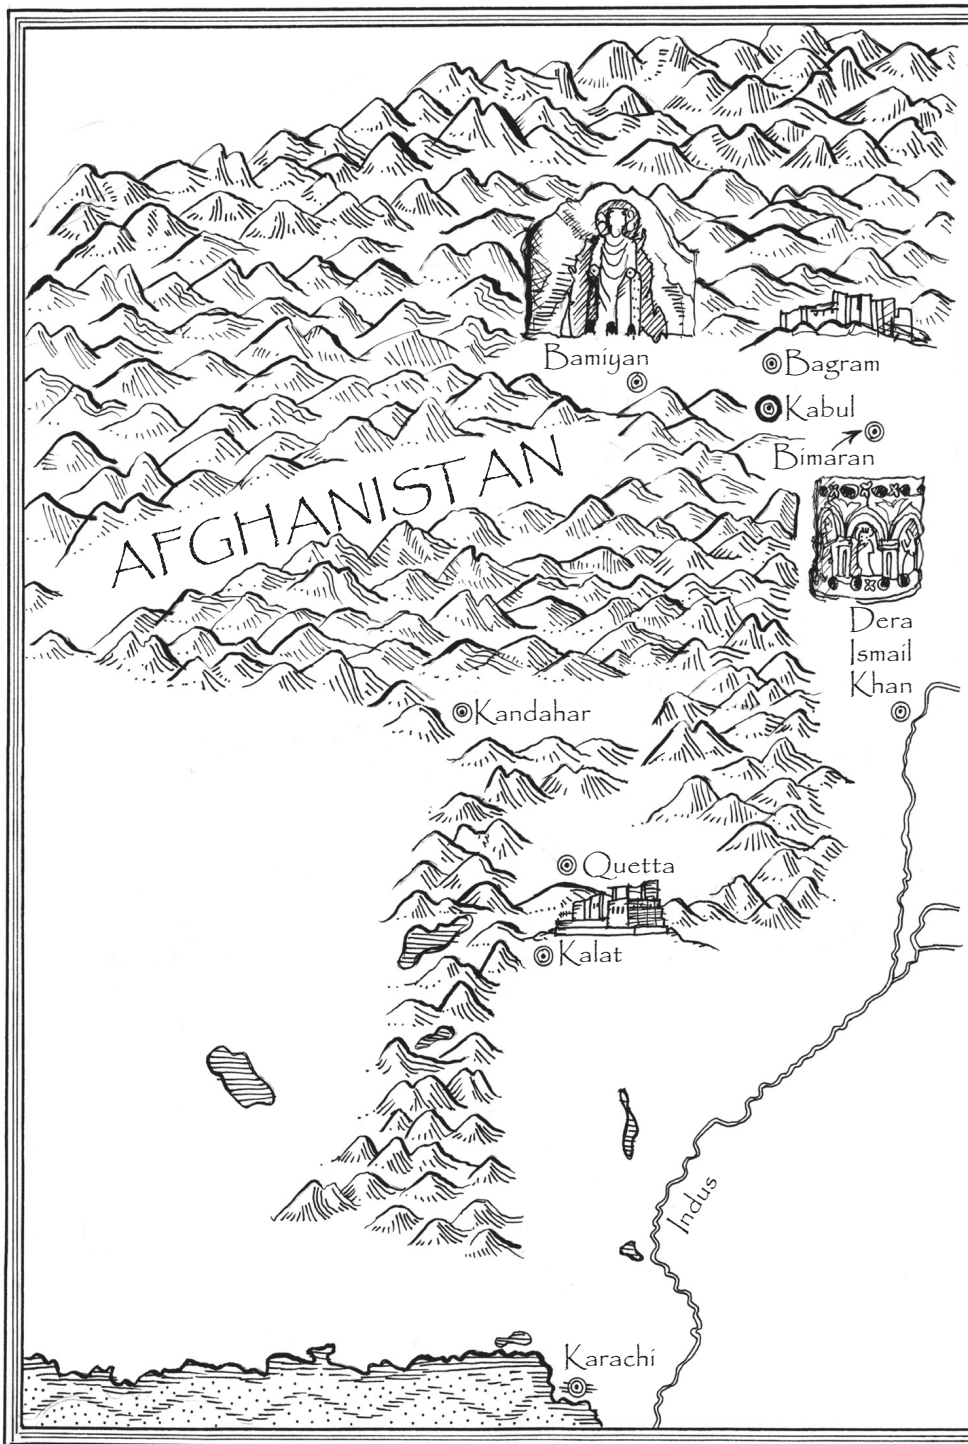 Bamiyan
Bagram
Kabul
Bimaran
AFGHANISTAN
Dera
Ismail
Khan
Kandahar
Quetta
Kalat
Indus
Karachi